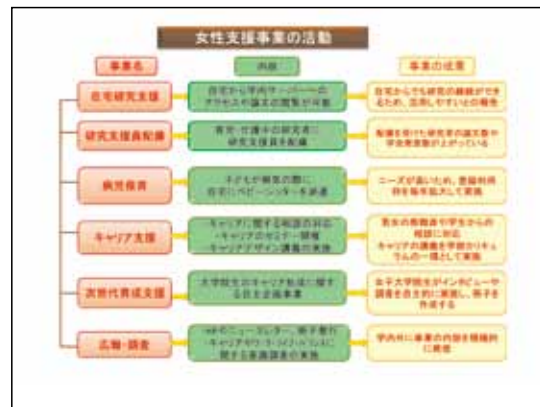 女性支援事業の活動
事業名
内容
事業の成果
在宅研究支援
自宅から学内サーバーへの
アクセスや論文の閲覧が可能
自宅からでも研究の継続ができ
るため、活用しやすいとの報告
研究支援員配備
育児・介護中の研究者に
研究支援員を配備
配備を受けた研究者の論文数や
学会発表数が上がっている
病児保育
子どもが病気の際に
自宅にベビーシッターを派遣
ニーズが高いため、登録利用
枠を毎年拡大して実施
キャリア支援
・キャリアに関する相談の対応
・キャリアのセミナー開催
・キャリアデザイン講義の実施
男女の教職員や学生からの
相談に対応
キャリアの講義を学部カリキュ
ラムの一環として実施
次世代育成支援
大学院生のキャリア形成に関す
る自主企画事業
女子大学院生がインタビューや
調査を自主的に実施し、冊子を
作成する
広報・調査
・HPのニュースレター、冊子発行
・キャリアやワーク・ライフ・バランスに
関する意識調査の実施
学内外に事業の内容を積極的
に発信